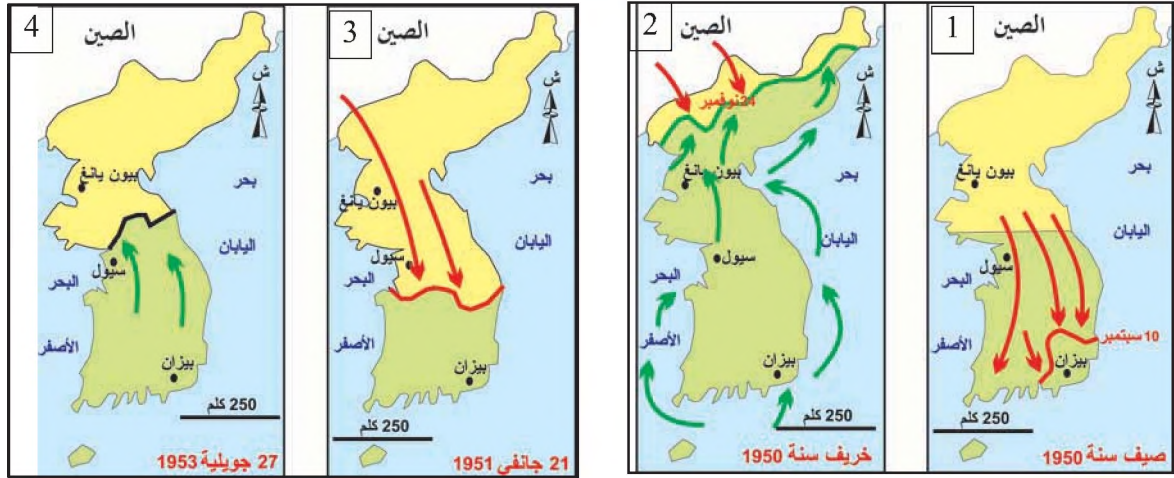 1
الصين
ش
بيون يانغ
بحر
اليابان
سيول
البحر
الأصفر
10 سبتمبر
بيزان
250 كلم
صيف سنة 1950
2
الصين
24 نوفمبر
ش
بيون يانغ
بحر
اليابان
سيول
البحر
الأصفر
بيزان
250 كلم
خريف سنة 1950
3
الصين
ش
بيون يانغ
بحر
اليابان
سيول
البحر
الأصفر
بيزان
250 كلم
21 جانفي 1951
4
الصين
ش
بيون يانغ
بحر
اليابان
سيول
البحر
الأصفر
بيزان
250 كلم
27 جويلية 1953